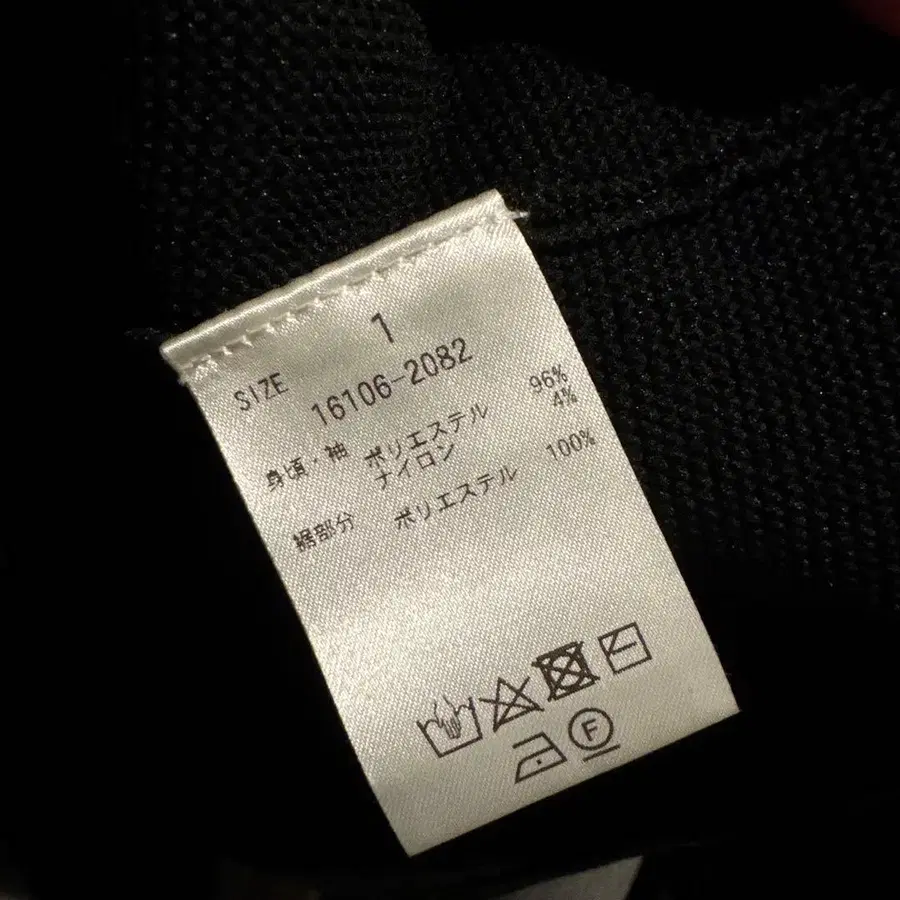 SIZE 1
16106-2082
身頃・袖 ポリエステル 96%
ナイロン 4%
裾部分 ポリエステル 100%
F